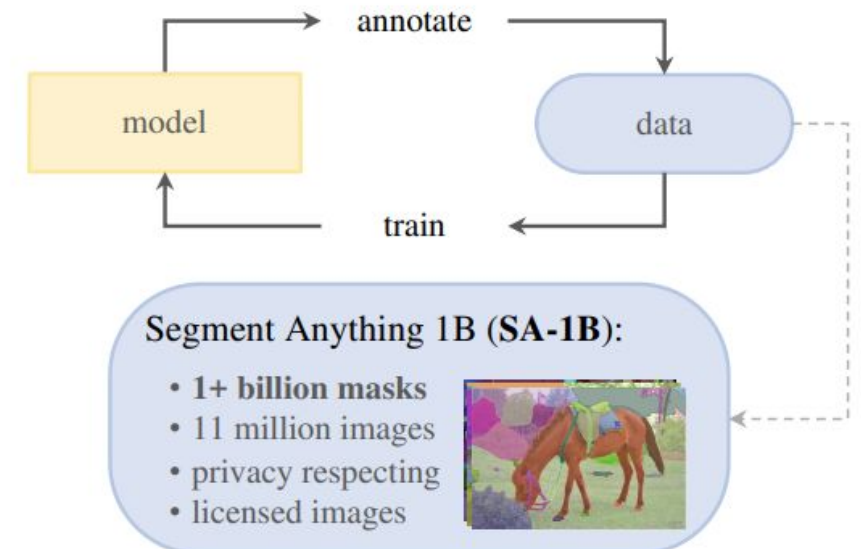 annotate
model
data
train
Segment Anything 1B (SA-1B):
• 1+ billion masks
• 11 million images
• privacy respecting
• licensed images